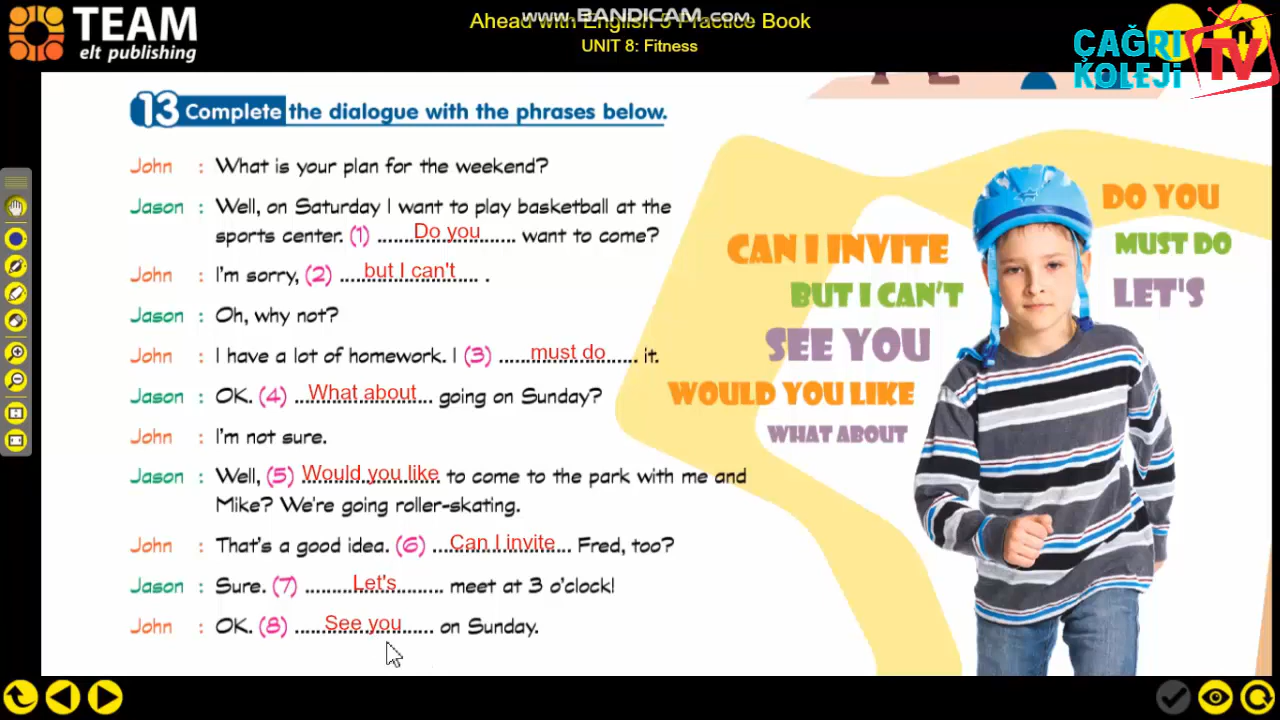 TEAM
elt publishing
Ahead with English 5 Practice Book
www.BANDICAM.COM
UNIT 8: Fitness
ÇAĞRI
KOLEJİ
TV
13 Complete the dialogue with the phrases below.
John : What is your plan for the weekend?
Jason : Well, on Saturday I want to play basketball at the
sports center. (1) ........Do you........ want to come?
John : I'm sorry, (2) ....but I can't.... .
Jason : Oh, why not?
John : I have a lot of homework. I (3) ......must do...... it.
Jason : OK. (4) ..What about... going on Sunday?
John : I'm not sure.
Jason : Well, (5) Would you like to come to the park with me and
Mike? We're going roller-skating.
John : That's a good idea. (6) ...Can I invite... Fred, too?
Jason : Sure. (7) .........Let's......... meet at 3 o'clock!
John : OK. (8) .....See you...... on Sunday.
DO YOU
CAN I INVITE
MUST DO
BUT I CAN'T
LET'S
SEE YOU
WOULD YOU LIKE
WHAT ABOUT